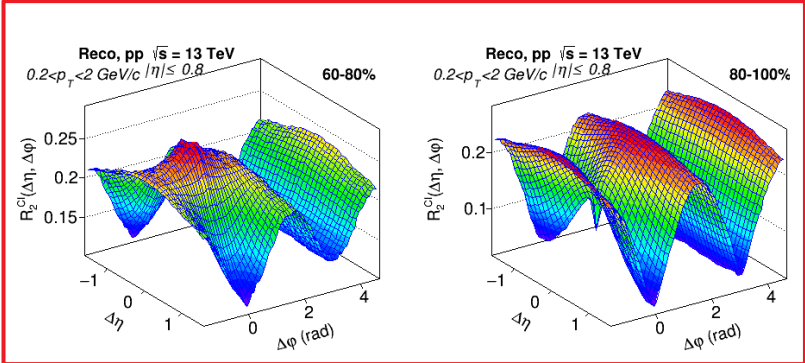 Reco, pp √s = 13 TeV
0.2<p_T<2 GeV/c |η|≤ 0.8
60-80%
R_2^CI(Δη, Δφ)
0.25
0.2
0.15
−1
0
1
Δη
0
2
4
Δφ (rad)
Reco, pp √s = 13 TeV
0.2<p_T<2 GeV/c |η|≤ 0.8
80-100%
R_2^CI(Δη, Δφ)
0.2
0.1
−1
0
1
Δη
0
2
4
Δφ (rad)